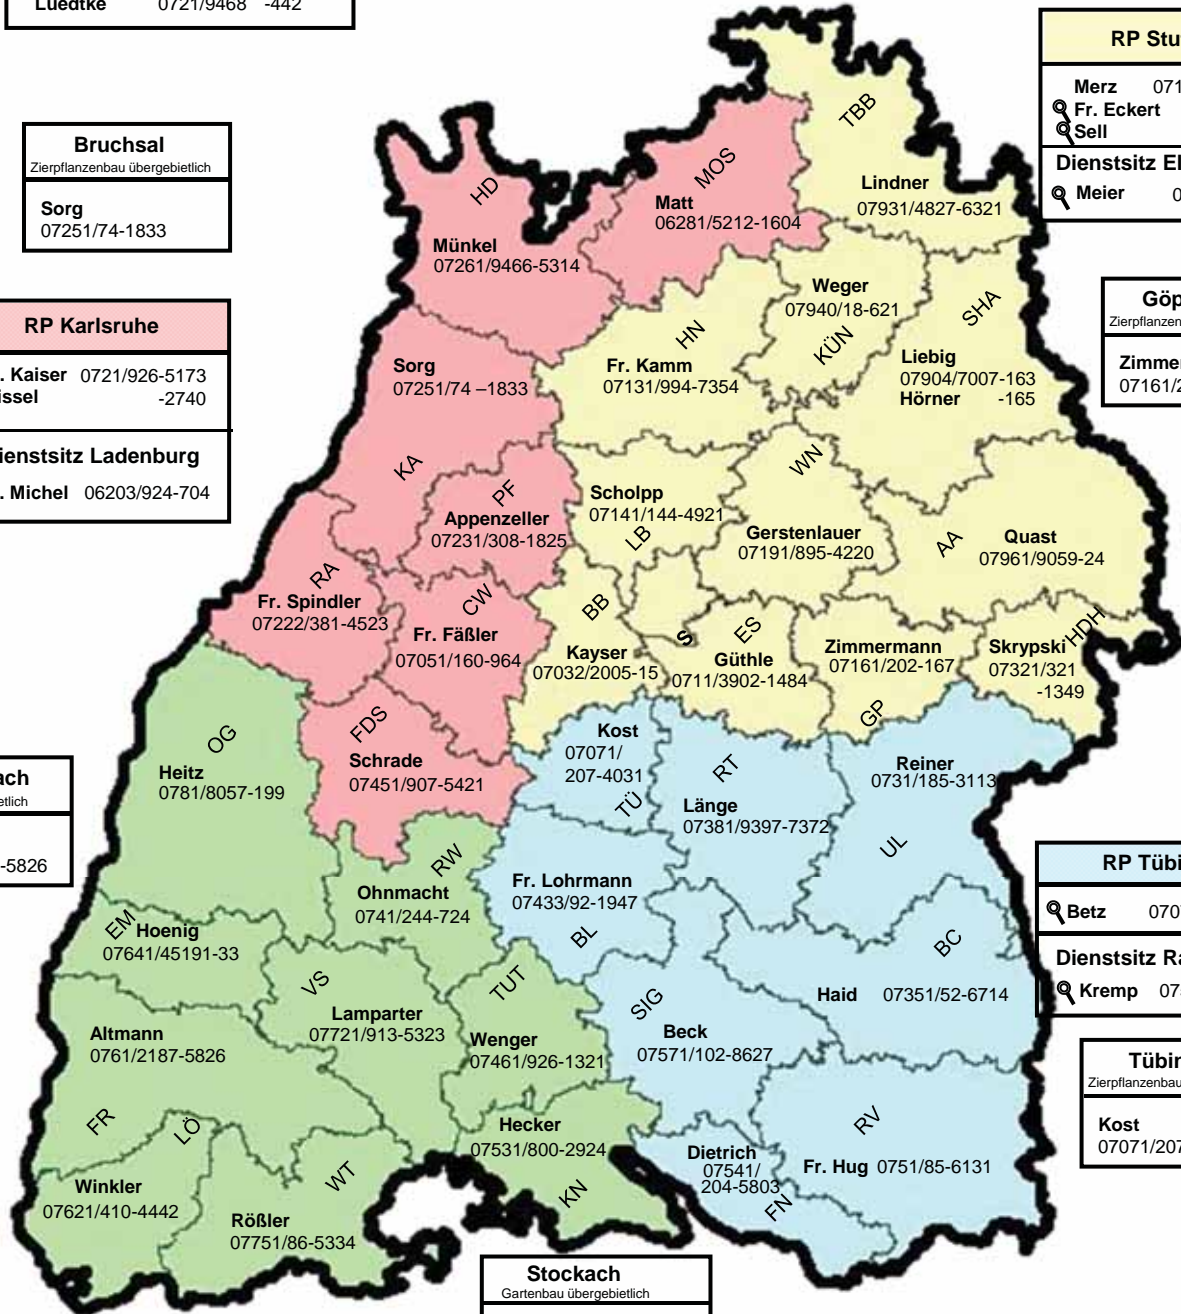 Luedtke 0721/9468 -442
Bruchsal
Zierpflanzenbau übergebietlich
Sorg
07251/74-1833
RP Karlsruhe
. Kaiser 0721/926-5173
issel -2740
ienstsitz Ladenburg
. Michel 06203/924-704
ach
etlich
-5826
RP Stu
Merz 071
Fr. Eckert
Sell
Dienstsitz El
Meier 0
Göp
Zierpflanzen
Zimmer
07161/2
RP Tübi
Betz 070
Dienstsitz Ra
Kremp 07
Tübin
Zierpflanzenbau
Kost
07071/207
Stockach
Gartenbau übergebietlich
TBB
Lindner
07931/4827-6321
MOS
Matt
06281/5212-1604
HD
Münkel
07261/9466-5314
Weger
07940/18-621
KÜN
SHA
Liebig
07904/7007-163
Hörner -165
HN
Fr. Kamm
07131/994-7354
Sorg
07251/74 –1833
KA
PF
Appenzeller
07231/308-1825
Scholpp
07141/144-4921
LB
WN
Gerstenlauer
07191/895-4220
AA
Quast
07961/9059-24
RA
Fr. Spindler
07222/381-4523
CW
Fr. Fäßler
07051/160-964
BB
Kayser
07032/2005-15
S
ES
Güthle
0711/3902-1484
Zimmermann
07161/202-167
GP
HDH
Skrypski
07321/321
-1349
OG
Heitz
0781/8057-199
FDS
Schrade
07451/907-5421
Kost
07071/
207-4031
TÜ
RT
Länge
07381/9397-7372
Reiner
0731/185-3113
UL
RW
Ohnmacht
0741/244-724
Fr. Lohrmann
07433/92-1947
BL
EM
Hoenig
07641/45191-33
VS
Lamparter
07721/913-5323
TUT
Wenger
07461/926-1321
SIG
Beck
07571/102-8627
BC
Haid 07351/52-6714
Altmann
0761/2187-5826
FR
LÖ
Winkler
07621/410-4442
WT
Rößler
07751/86-5334
Hecker
07531/800-2924
KN
Dietrich
07541/
204-5803
FN
RV
Fr. Hug 0751/85-6131